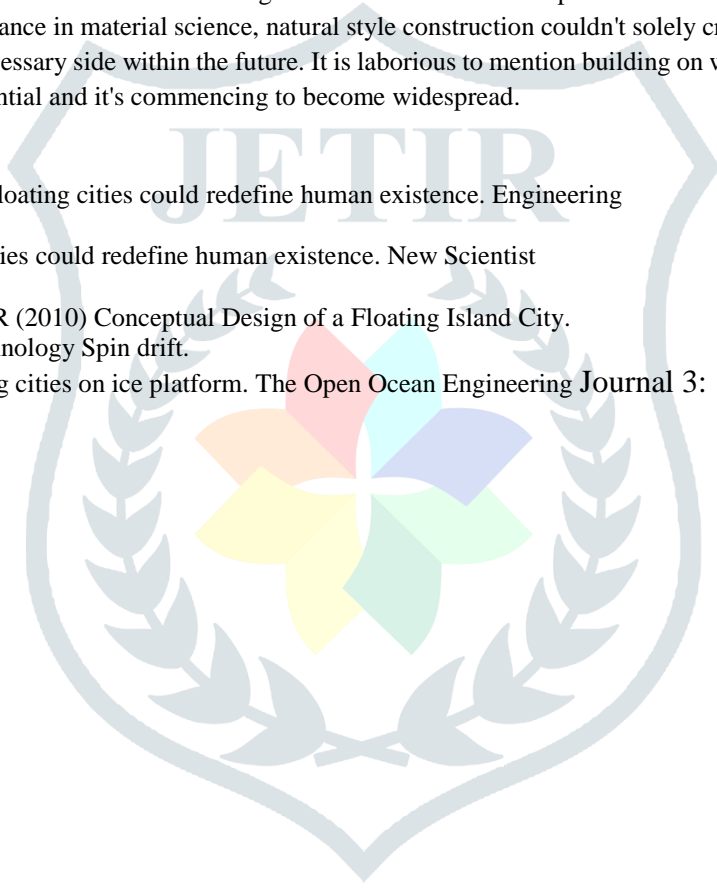 ance in material science, natural style construction couldn't solely
essary side within the future. It is laborious to mention building on
ntial and it's commencing to become widespread.
JETIR
loating cities could redefine human existence. Engineering
ies could redefine human existence. New Scientist
R (2010) Conceptual Design of a Floating Island City.
nology Spin drift.
g cities on ice platform. The Open Ocean Engineering Journal 3: